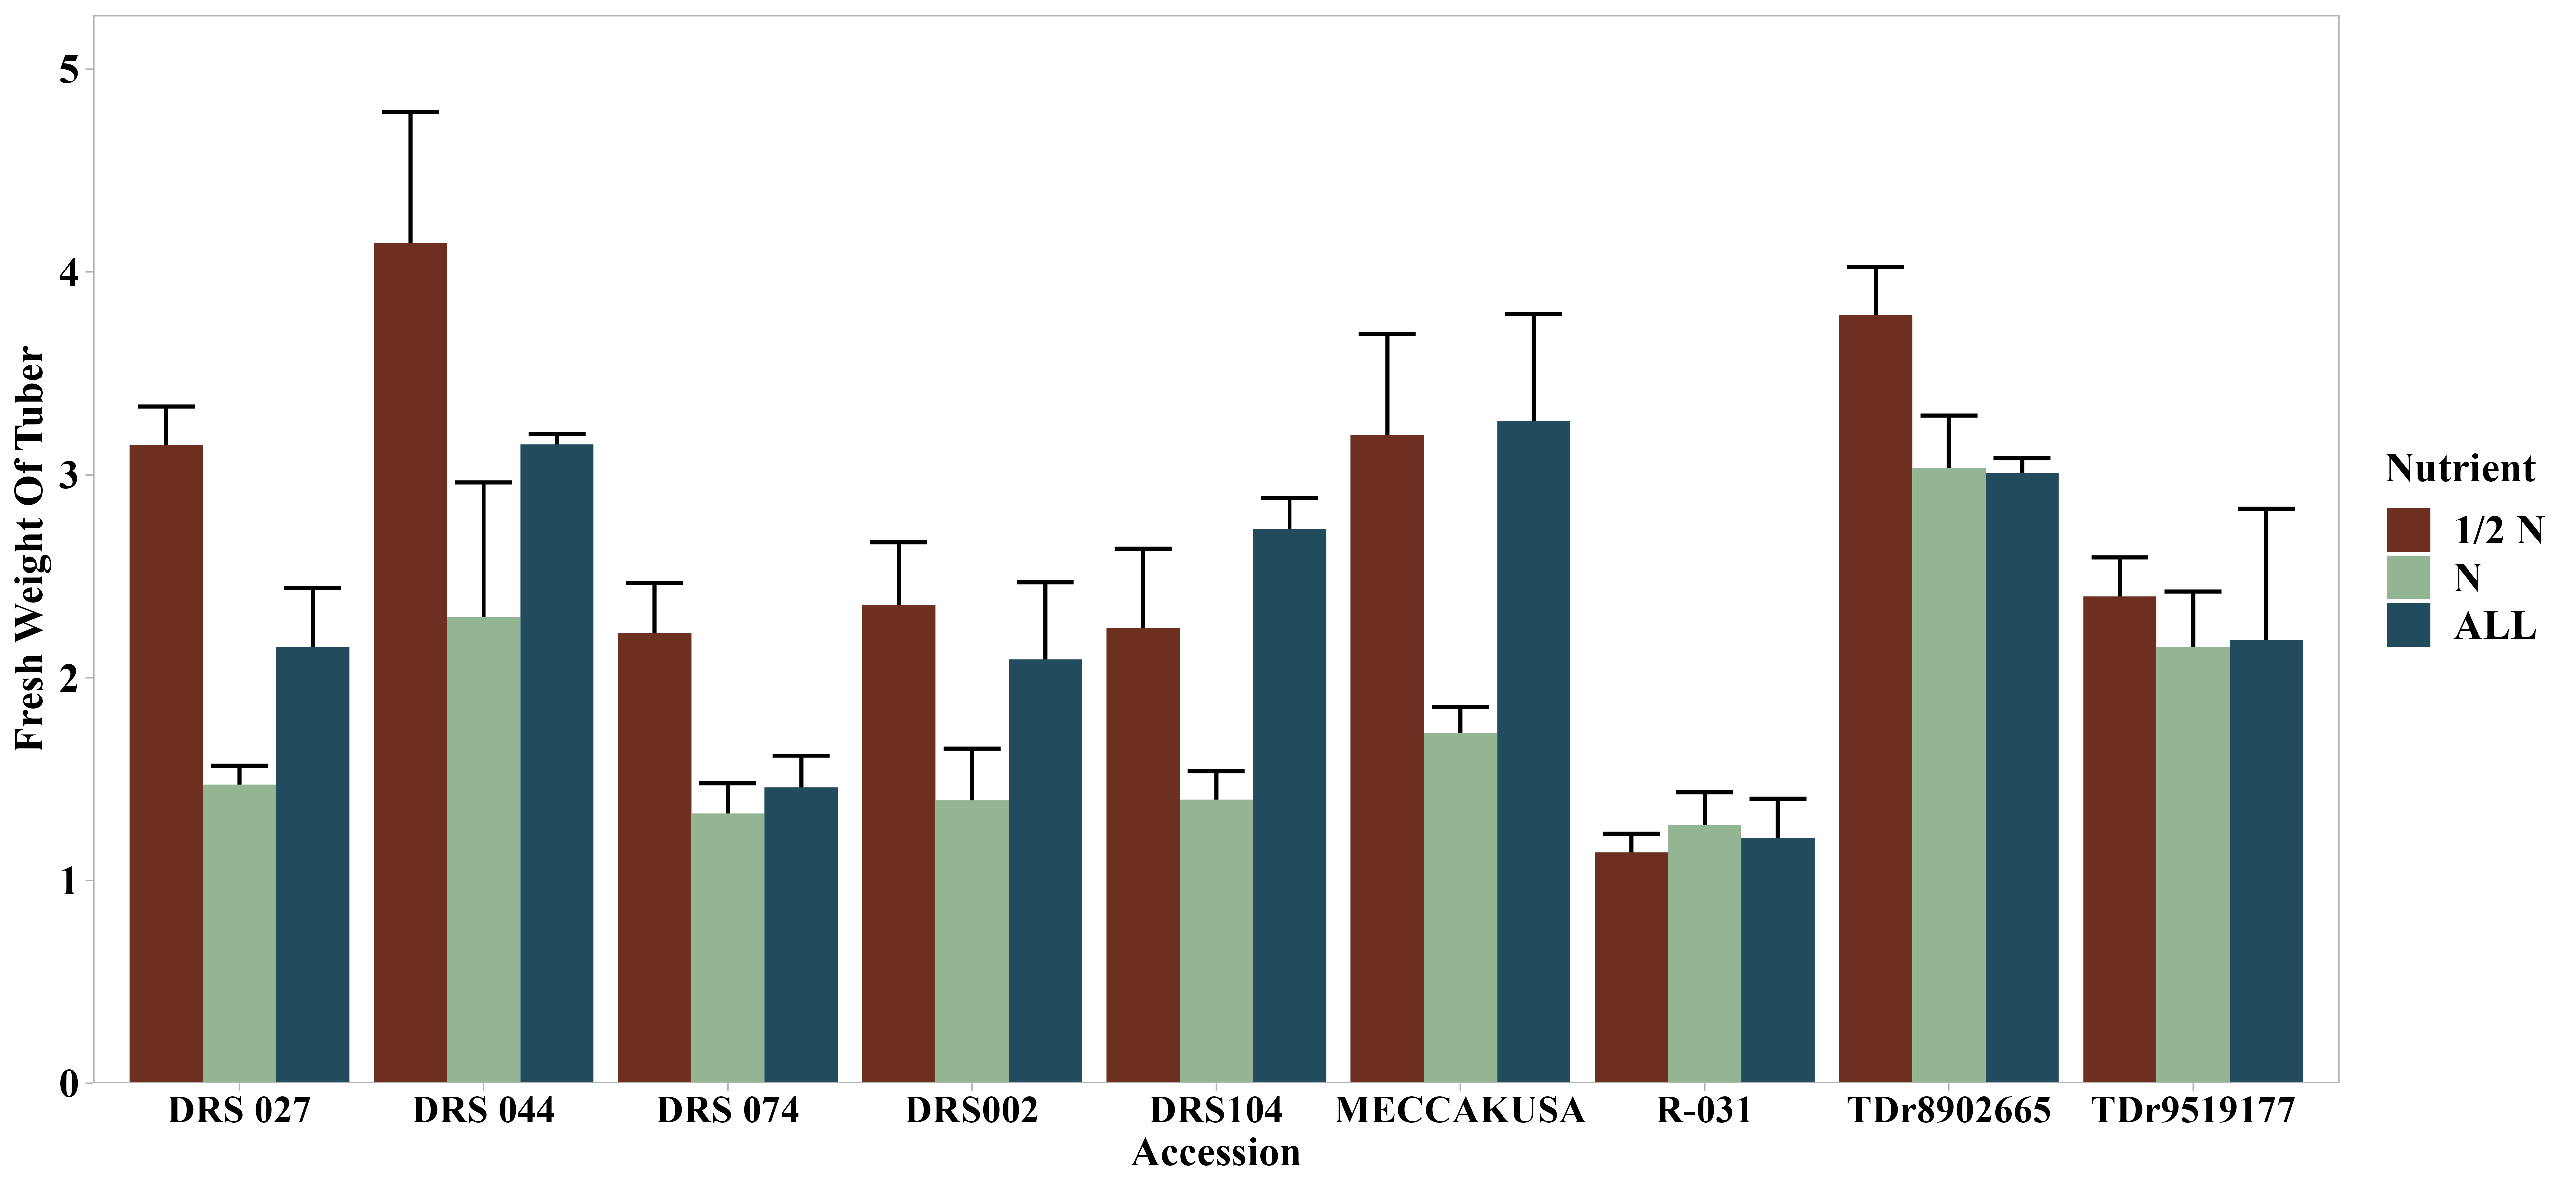 Fresh Weight Of Tuber
5
4
3
2
1
0
DRS 027 DRS 044 DRS 074 DRS002 DRS104 MECCAKUSA R-031 TDr8902665 TDr9519177
Accession
Nutrient
1/2 N
N
ALL